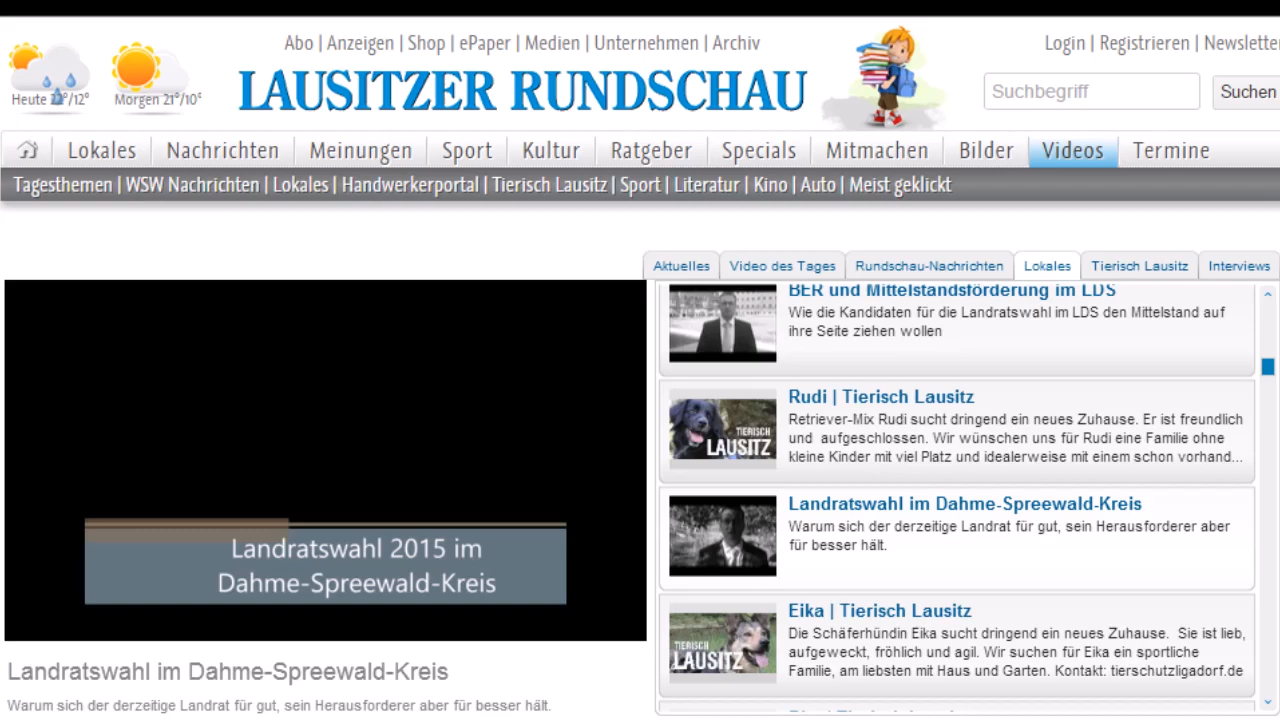 Abo | Anzeigen | Shop | ePaper | Medien | Unternehmen | Archiv
Login | Registrieren | Newsletter
Heute /12°
Morgen 21°/10°
LAUSITZER RUNDSCHAU
Suchbegriff
Suchen
Lokales Nachrichten Meinungen Sport Kultur Ratgeber Specials Mitmachen Bilder Videos Termine
Tagesthemen | WSW Nachrichten | Lokales | Handwerkerportal | Tierisch Lausitz | Sport | Literatur | Kino | Auto | Meist geklickt
Aktuelles Video des Tages Rundschau-Nachrichten Lokales Tierisch Lausitz Interviews
Landratswahl 2015 im
Dahme-Spreewald-Kreis
Landratswahl im Dahme-Spreewald-Kreis
Warum sich der derzeitige Landrat für gut, sein Herausforderer aber für besser hält.
BER und Mittelstandsförderung im LDS
Wie die Kandidaten für die Landratswahl im LDS den Mittelstand auf
ihre Seite ziehen wollen
TIERISCH
LAUSITZ
Rudi | Tierisch Lausitz
Retriever-Mix Rudi sucht dringend ein neues Zuhause. Er ist freundlich
und aufgeschlossen. Wir wünschen uns für Rudi eine Familie ohne
kleine Kinder mit viel Platz und idealerweise mit einem schon vorhand...
Landratswahl im Dahme-Spreewald-Kreis
Warum sich der derzeitige Landrat für gut, sein Herausforderer aber
für besser hält.
TIERISCH
LAUSITZ
Eika | Tierisch Lausitz
Die Schäferhündin Eika sucht dringend ein neues Zuhause. Sie ist lieb,
aufgeweckt, fröhlich und agil. Wir suchen für Eika ein sportliche
Familie, am liebsten mit Haus und Garten. Kontakt: tierschutzligadorf.de